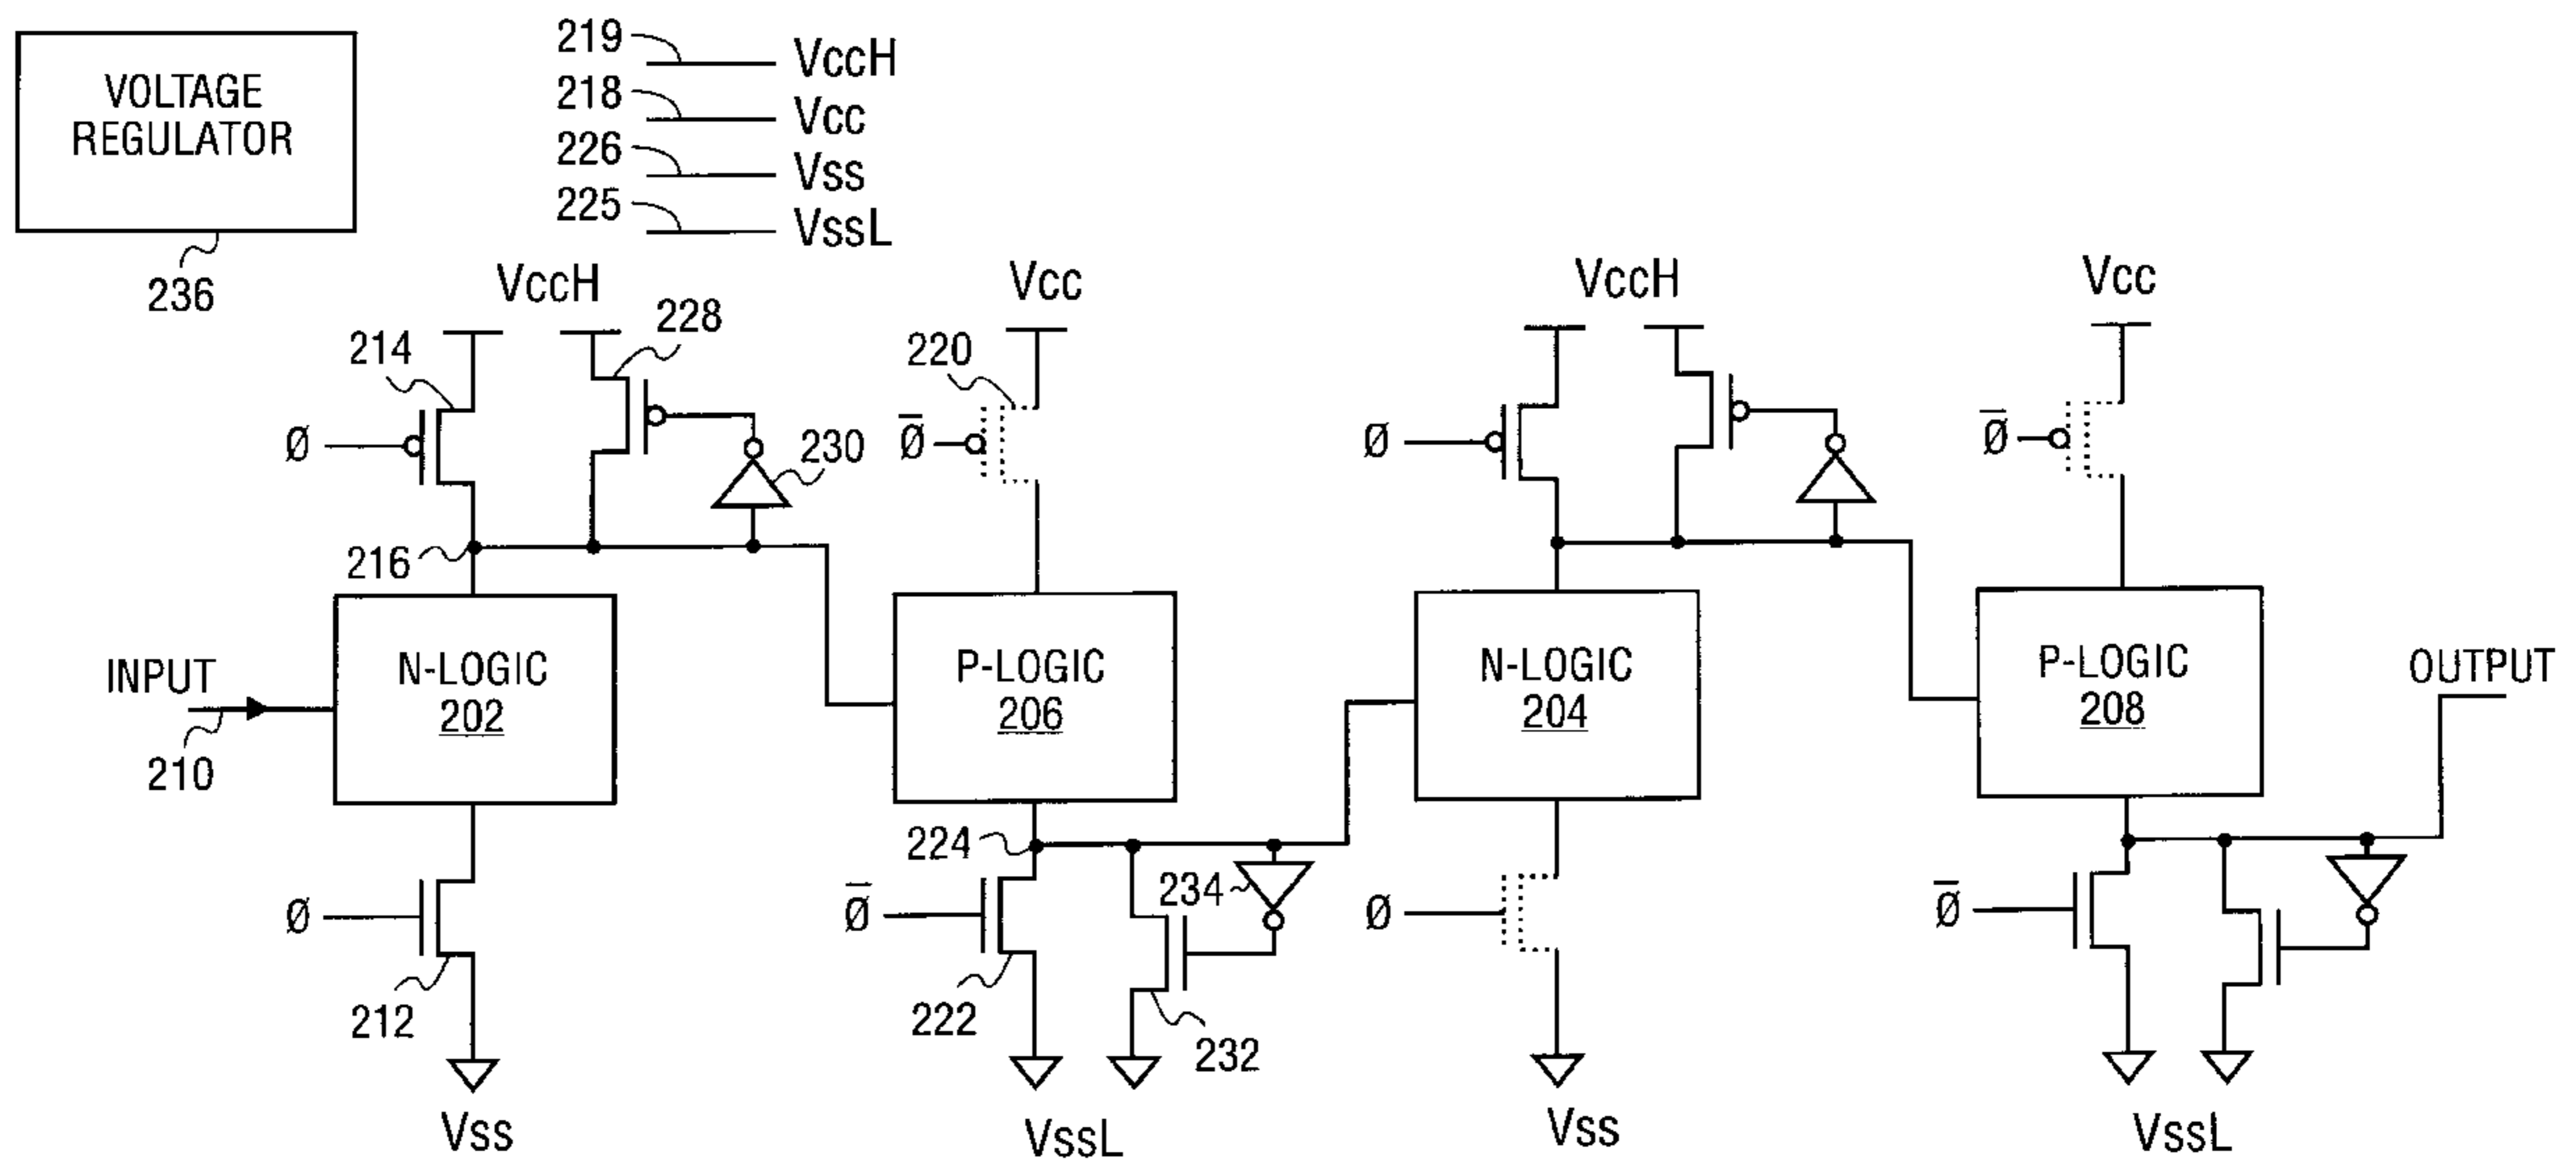 VOLTAGE
REGULATOR
236
219 VccH
218 Vcc
226 Vss
225 VssL
VccH
Vcc
VccH
Vcc
228
214
220
Ø
230
Ø̅
Ø
Ø̅
216
INPUT
N-LOGIC
202
P-LOGIC
206
N-LOGIC
204
P-LOGIC
208
OUTPUT
210
224
234
Ø
Ø̅
Ø
Ø̅
212
222
232
Vss
VssL
Vss
VssL